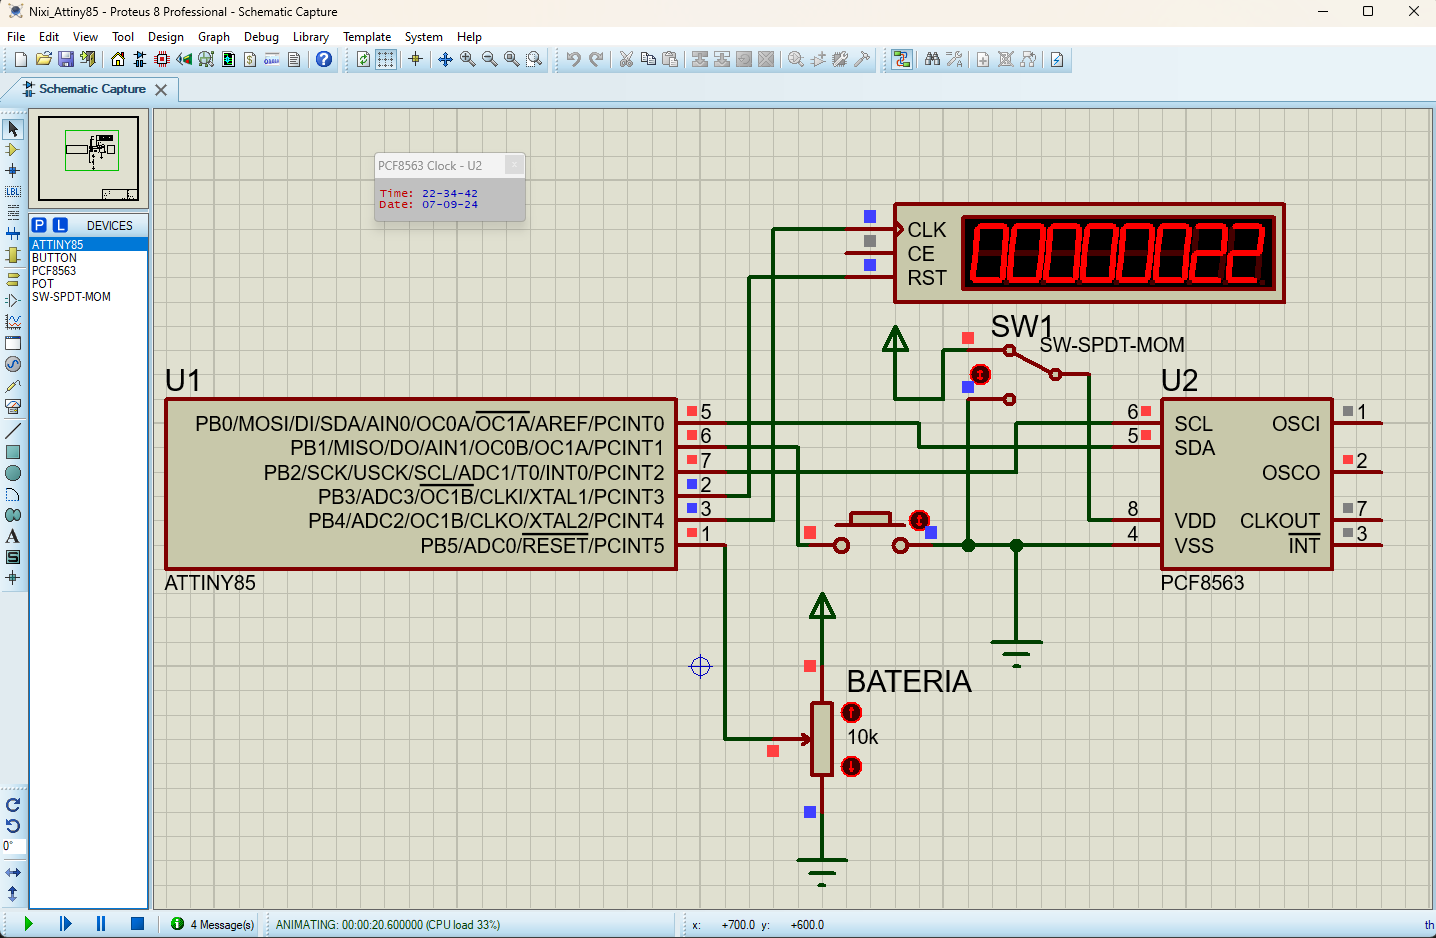 Nixi_Attiny85 - Proteus 8 Professional - Schematic Capture
File Edit View Tool Design Graph Debug Library Template System Help
Schematic Capture
PCF8563 Clock - U2
Time: 22-34-42
Date: 07-09-24
P L DEVICES
ATTINY85
BUTTON
PCF8563
POT
SW-SPDT-MOM
LBL
A
S
0°
CLK
CE
RST
00000022
SW1
SW-SPDT-MOM
U1
PB0/MOSI/DI/SDA/AIN0/OC0A/OC1A/AREF/PCINT0 5
PB1/MISO/DO/AIN1/OC0B/OC1A/PCINT1 6
PB2/SCK/USCK/SCL/ADC1/T0/INT0/PCINT2 7
PB3/ADC3/OC1B/CLKI/XTAL1/PCINT3 2
PB4/ADC2/OC1B/CLKO/XTAL2/PCINT4 3
PB5/ADC0/RESET/PCINT5 1
ATTINY85
U2
6 SCL OSCI 1
5 SDA
OSCO 2
8 VDD CLKOUT 7
4 VSS INT 3
PCF8563
BATERIA
10k
4 Message(s)
ANIMATING: 00:00:20.600000 (CPU load 33%)
x: +700.0 y: +600.0
th